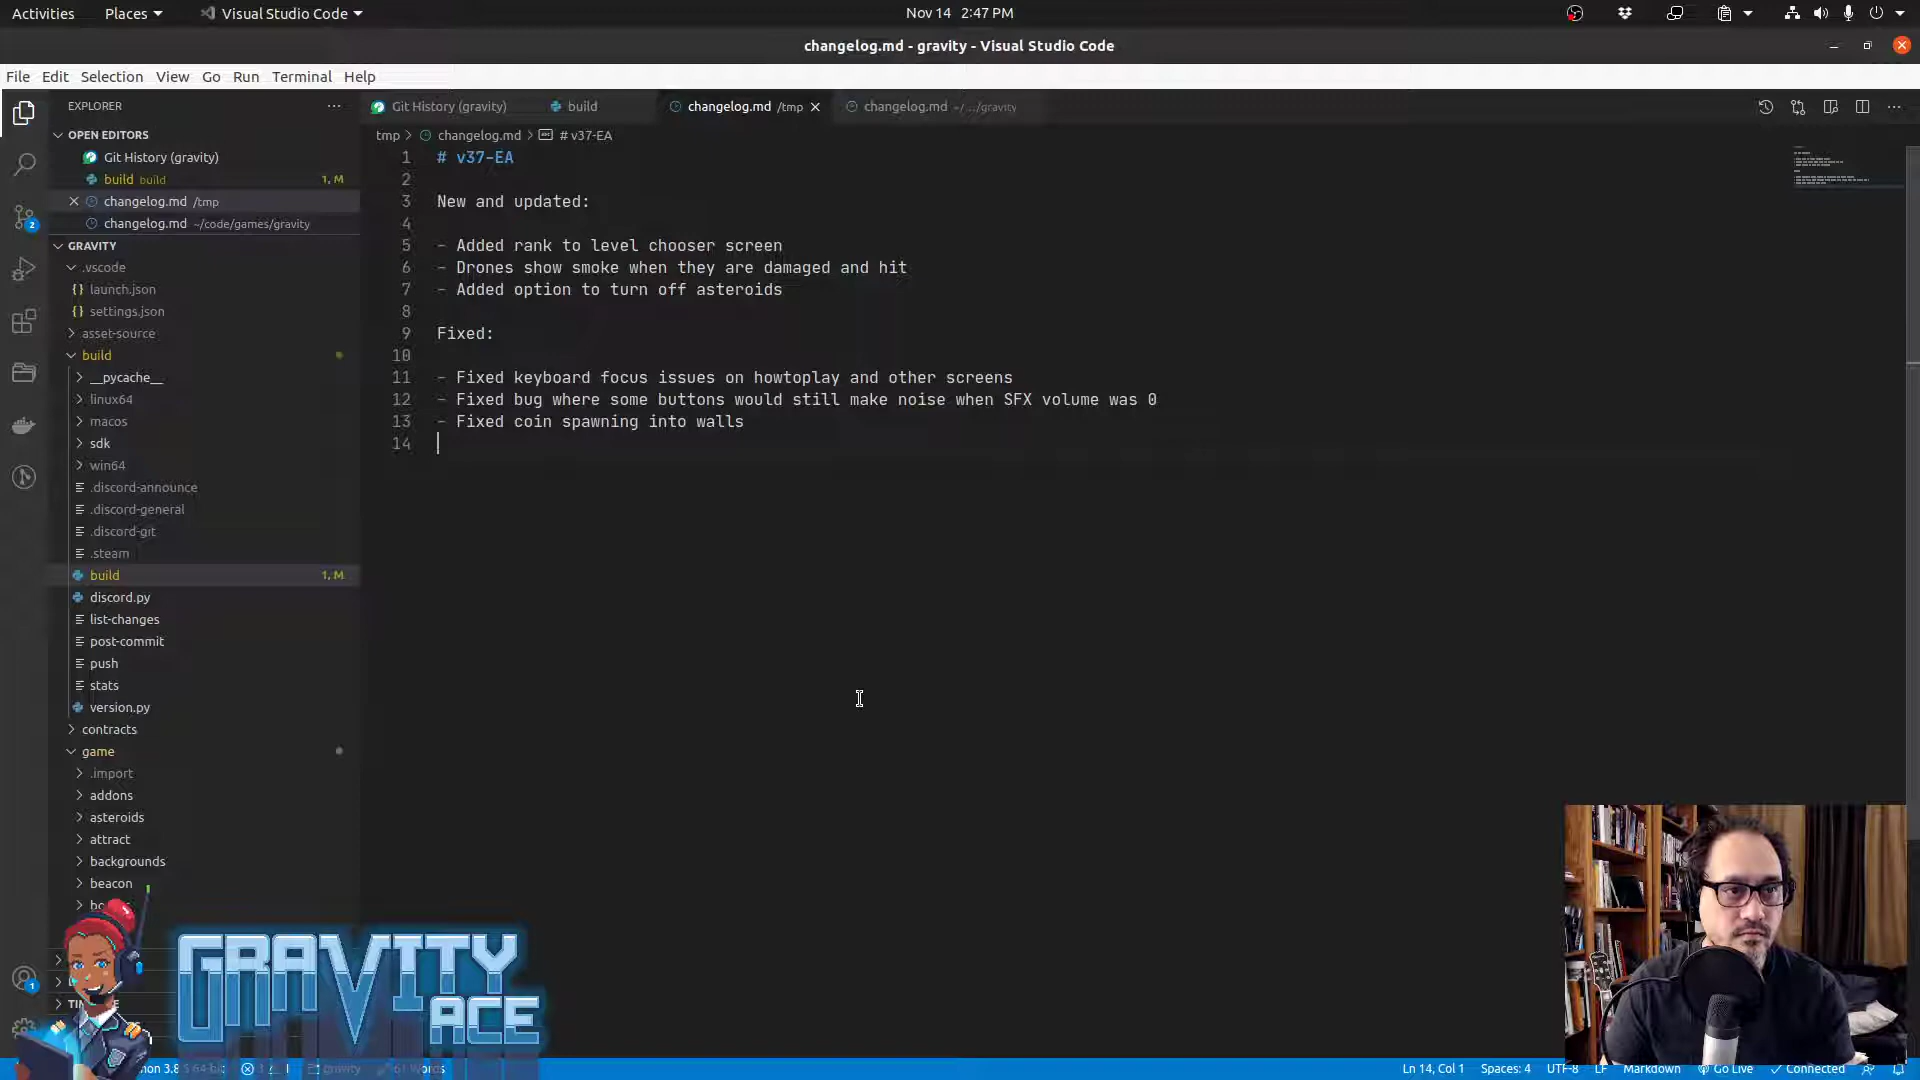 Activities Places Visual Studio Code Nov 14 2:47 PM
changelog.md - gravity - Visual Studio Code
File Edit Selection View Go Run Terminal Help
EXPLORER
OPEN EDITORS
Git History (gravity)
build build 1, M
changelog.md /tmp
changelog.md ~/code/games/gravity
GRAVITY
.vscode
launch.json
settings.json
asset-source
build
__pycache__
linux64
macos
sdk
win64
.discord-announce
.discord-general
.discord-git
.steam
build 1, M
discord.py
list-changes
post-commit
push
stats
version.py
contracts
game
.import
addons
asteroids
attract
backgrounds
beacon
2
1
Git History (gravity) build changelog.md /tmp changelog.md ~/.../gravity
tmp > changelog.md > # v37-EA
1 # v37-EA
2
3 New and updated:
4
5 - Added rank to level chooser screen
6 - Drones show smoke when they are damaged and hit
7 - Added option to turn off asteroids
8
9 Fixed:
10
11 - Fixed keyboard focus issues on howtoplay and other screens
12 - Fixed bug where some buttons would still make noise when SFX volume was 0
13 - Fixed coin spawning into walls
14
GRAVITY
ACE
gravity 61 Words Ln 14, Col 1 Spaces: 4 UTF-8 LF Markdown Go Live Connected